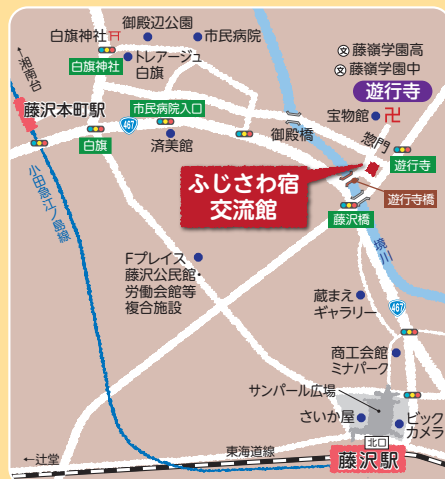 御殿辺公園
白旗神社
市民病院
文 藤嶺学園高
文 藤嶺学園中
←湘南台
トレアージュ
白旗
白旗神社
遊行寺
藤沢本町駅
市民病院入口
宝物館
卍
467
御殿橋
惣門
白旗
済美館
遊行寺
ふじさわ宿
交流館
遊行寺橋
藤沢橋
小田急江ノ島線
境川
Fプレイス
藤沢公民館・
労働会館等
複合施設
蔵まえ
ギャラリー
467
商工会館
ミナパーク
サンパール広場
さいか屋
ビック
カメラ
北口
←辻堂
東海道線
藤沢駅